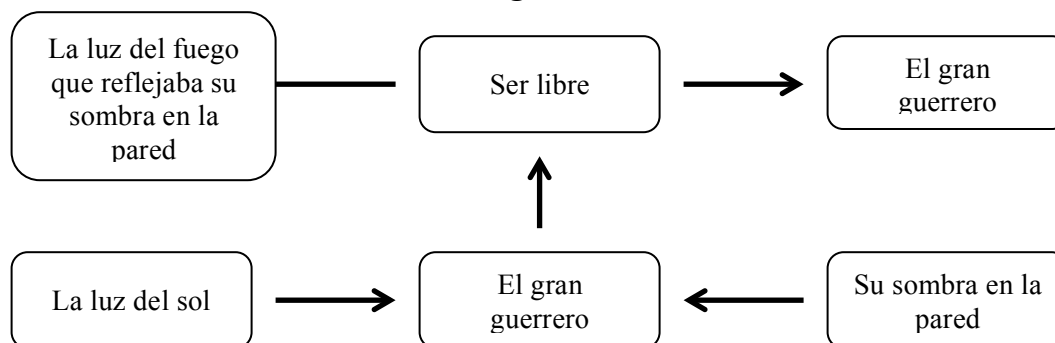 La luz del fuego
que reflejaba su
sombra en la
pared
Ser libre
El gran
guerrero
La luz del sol
El gran
guerrero
Su sombra en la
pared